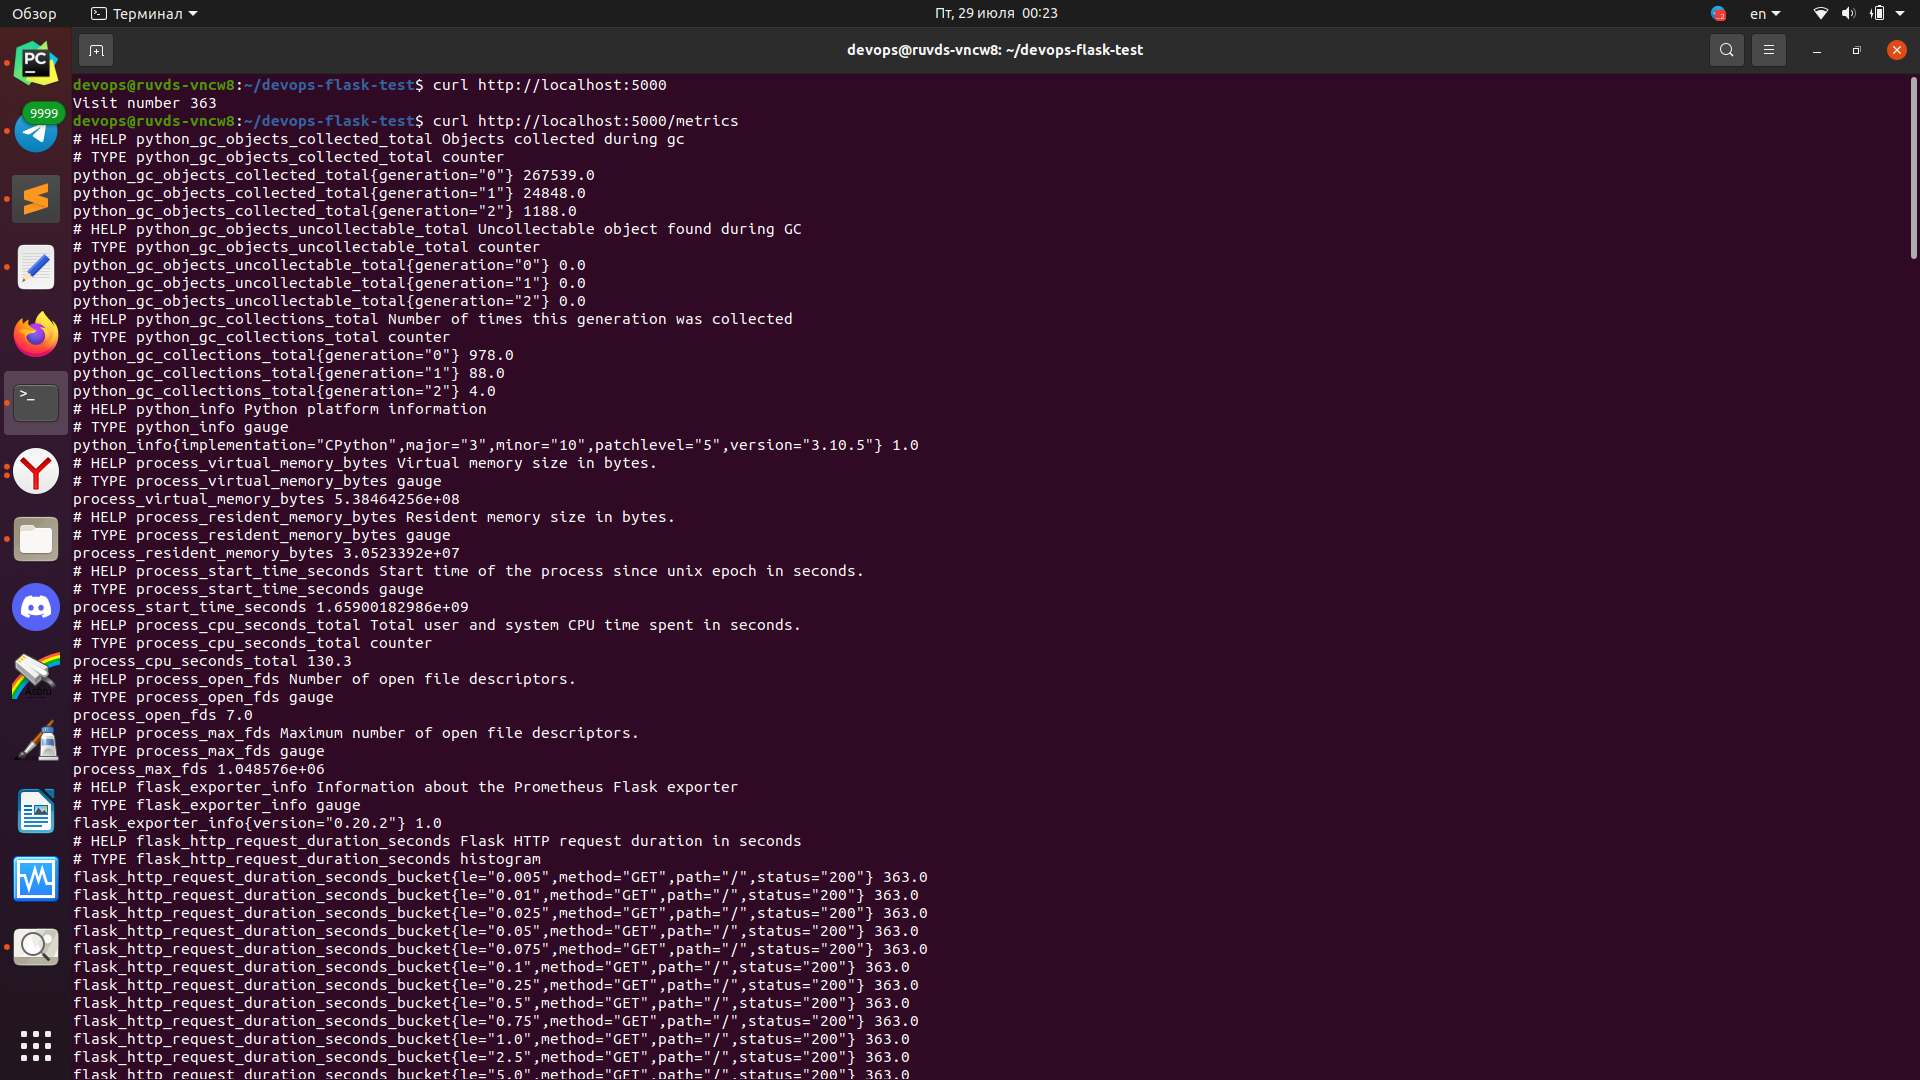 Обзор
Терминал
Пт, 29 июля 00:23
en
devops@ruvds-vncw8: ~/devops-flask-test
PC
9999
devops@ruvds-vncw8:~/devops-flask-test$ curl http://localhost:5000
Visit number 363
devops@ruvds-vncw8:~/devops-flask-test$ curl http://localhost:5000/metrics
# HELP python_gc_objects_collected_total Objects collected during gc
# TYPE python_gc_objects_collected_total counter
python_gc_objects_collected_total{generation="0"} 267539.0
python_gc_objects_collected_total{generation="1"} 24848.0
python_gc_objects_collected_total{generation="2"} 1188.0
# HELP python_gc_objects_uncollectable_total Uncollectable object found during GC
# TYPE python_gc_objects_uncollectable_total counter
python_gc_objects_uncollectable_total{generation="0"} 0.0
python_gc_objects_uncollectable_total{generation="1"} 0.0
python_gc_objects_uncollectable_total{generation="2"} 0.0
# HELP python_gc_collections_total Number of times this generation was collected
# TYPE python_gc_collections_total counter
python_gc_collections_total{generation="0"} 978.0
python_gc_collections_total{generation="1"} 88.0
python_gc_collections_total{generation="2"} 4.0
# HELP python_info Python platform information
# TYPE python_info gauge
python_info{implementation="CPython",major="3",minor="10",patchlevel="5",version="3.10.5"} 1.0
# HELP process_virtual_memory_bytes Virtual memory size in bytes.
# TYPE process_virtual_memory_bytes gauge
process_virtual_memory_bytes 5.38464256e+08
# HELP process_resident_memory_bytes Resident memory size in bytes.
# TYPE process_resident_memory_bytes gauge
process_resident_memory_bytes 3.0523392e+07
# HELP process_start_time_seconds Start time of the process since unix epoch in seconds.
# TYPE process_start_time_seconds gauge
process_start_time_seconds 1.65900182986e+09
# HELP process_cpu_seconds_total Total user and system CPU time spent in seconds.
# TYPE process_cpu_seconds_total counter
process_cpu_seconds_total 130.3
# HELP process_open_fds Number of open file descriptors.
# TYPE process_open_fds gauge
process_open_fds 7.0
# HELP process_max_fds Maximum number of open file descriptors.
# TYPE process_max_fds gauge
process_max_fds 1.048576e+06
# HELP flask_exporter_info Information about the Prometheus Flask exporter
# TYPE flask_exporter_info gauge
flask_exporter_info{version="0.20.2"} 1.0
# HELP flask_http_request_duration_seconds Flask HTTP request duration in seconds
# TYPE flask_http_request_duration_seconds histogram
flask_http_request_duration_seconds_bucket{le="0.005",method="GET",path="/",status="200"} 363.0
flask_http_request_duration_seconds_bucket{le="0.01",method="GET",path="/",status="200"} 363.0
flask_http_request_duration_seconds_bucket{le="0.025",method="GET",path="/",status="200"} 363.0
flask_http_request_duration_seconds_bucket{le="0.05",method="GET",path="/",status="200"} 363.0
flask_http_request_duration_seconds_bucket{le="0.075",method="GET",path="/",status="200"} 363.0
flask_http_request_duration_seconds_bucket{le="0.1",method="GET",path="/",status="200"} 363.0
flask_http_request_duration_seconds_bucket{le="0.25",method="GET",path="/",status="200"} 363.0
flask_http_request_duration_seconds_bucket{le="0.5",method="GET",path="/",status="200"} 363.0
flask_http_request_duration_seconds_bucket{le="0.75",method="GET",path="/",status="200"} 363.0
flask_http_request_duration_seconds_bucket{le="1.0",method="GET",path="/",status="200"} 363.0
flask_http_request_duration_seconds_bucket{le="2.5",method="GET",path="/",status="200"} 363.0
flask_http_request_duration_seconds_bucket{le="5.0",method="GET",path="/",status="200"} 363.0